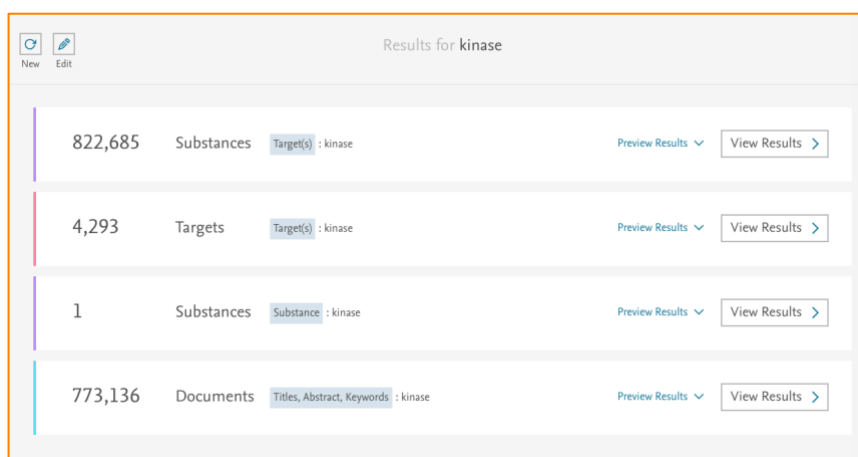 Results for kinase
New Edit
822,685 Substances Target(s) : kinase Preview Results View Results
4,293 Targets Target(s) : kinase Preview Results View Results
1 Substances Substance : kinase Preview Results View Results
773,136 Documents Titles, Abstract, Keywords : kinase Preview Results View Results